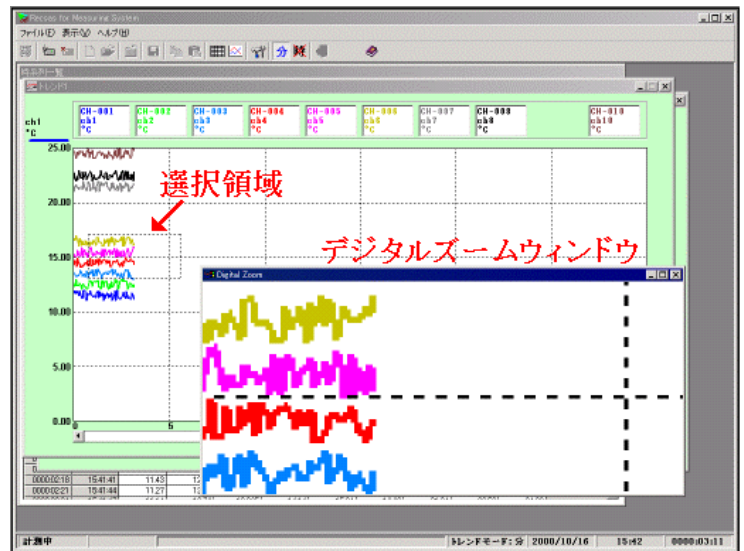 Recses for Measuring System
ファイル(F) 表示(V) ヘルプ(H)
分
トレンド1
ch1
°C
CH-001 CH-002 CH-003 CH-004 CH-005 CH-006 CH-007 CH-008 CH-010
ch1 ch2 ch3 ch4 ch5 ch6 ch7 ch8 ch10
°C °C °C °C °C °C °C °C °C
25.00
選択領域
20.00
デジタルズームウィンドウ
15.00
Digital Zoom
10.00
5.00
0.00
0 5
0000:02:18 15:41:41 11.43
0000:02:21 15:41:44 11.27
計測中 トレンドモード:分 2000/10/16 15:42 0000:03:11